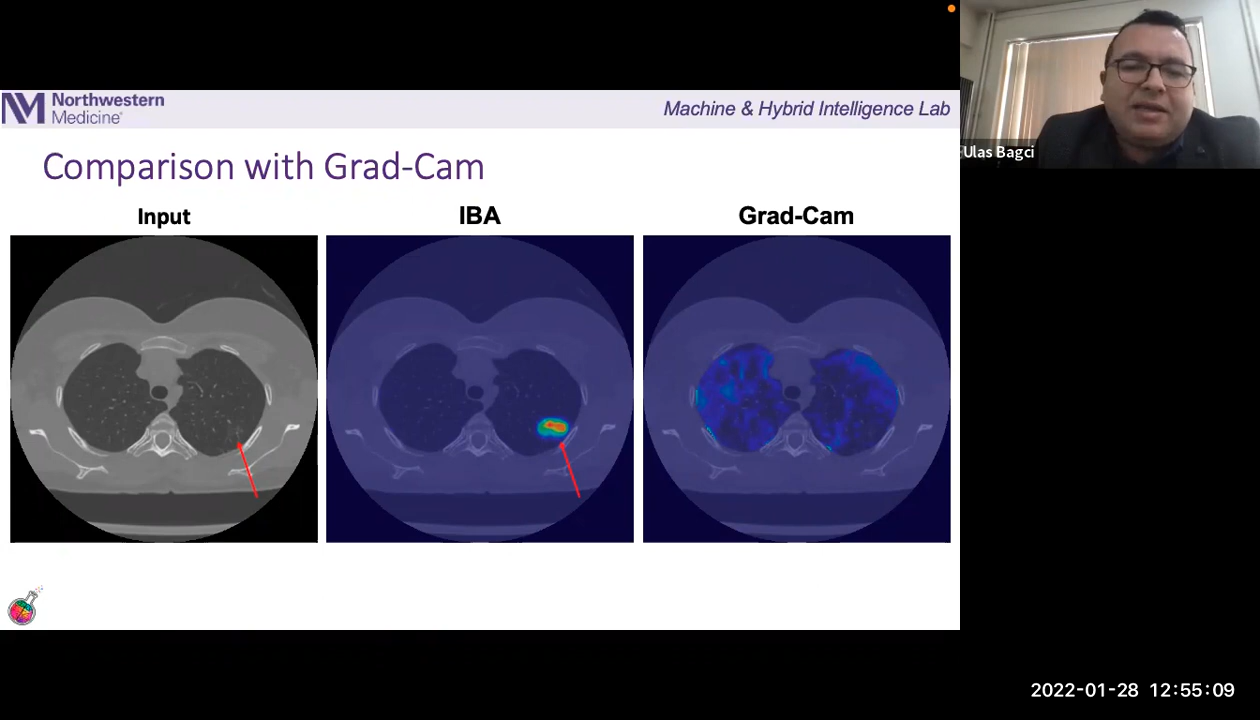 Northwestern
Medicine®
Machine & Hybrid Intelligence Lab
Comparison with Grad-Cam
Input
IBA
Grad-Cam
Ulas Bagci
2022-01-28 12:55:09